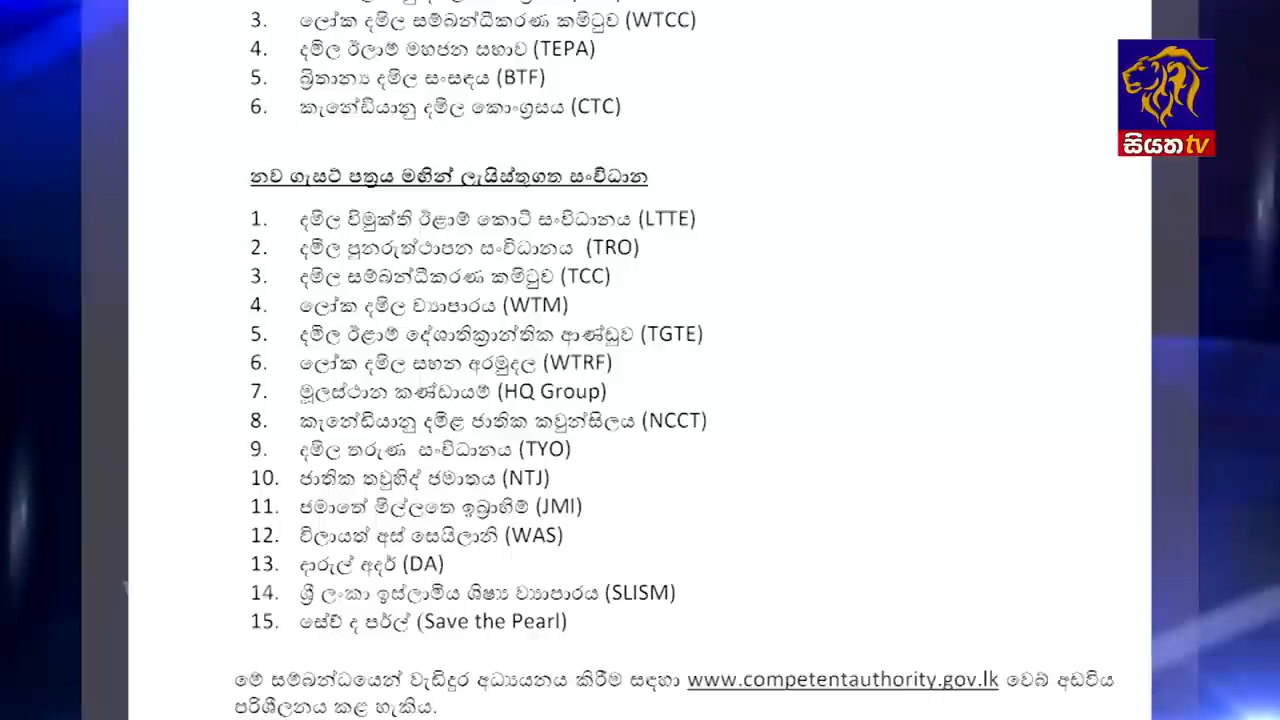 3. ලෝක දමිල සම්බන්ධීකරණ කමිටුව (WTCC)
4. දමිල ඊලාම් මහජන සභාව (TEPA)
5. බ්‍රිතාන්‍ය දමිල සංසඳය (BTF)
6. කැනේඩියානු දමිල කොංග්‍රසය (CTC)
සියත tv
නව ගැසට් පත්‍රය මඟින් ලැයිස්තුගත සංවිධාන
1. දමිල විමුක්ති ඊළාම් කොටි සංවිධානය (LTTE)
2. දමිල පුනරුත්ථාපන සංවිධානය (TRO)
3. දමිල සම්බන්ධීකරණ කමිටුව (TCC)
4. ලෝක දමිල ව්‍යාපාරය (WTM)
5. දමිල ඊළාම් දේශාතික්‍රාන්තික ආණ්ඩුව (TGTE)
6. ලෝක දමිල සහන අරමුදල (WTRF)
7. මූලස්ථාන කණ්ඩායම් (HQ Group)
8. කැනේඩියානු දමිළ ජාතික කවුන්සිලය (NCCT)
9. දමිල තරුණ සංවිධානය (TYO)
10. ජාතික තවුහිද් ජමාතය (NTJ)
11. ජමාතේ මිල්ලතෙ ඉබ්‍රාහිම් (JMI)
12. විලායත් අස් සෙයිලානි (WAS)
13. දාරුල් අදර් (DA)
14. ශ්‍රී ලංකා ඉස්ලාමීය ශිෂ්‍ය ව්‍යාපාරය (SLISM)
15. සේව් ද පර්ල් (Save the Pearl)
මේ සම්බන්ධයෙන් වැඩිදුර අධ්‍යයනය කිරීම සඳහා www.competentauthority.gov.lk වෙබ් අඩවිය
පරිශීලනය කළ හැකිය.